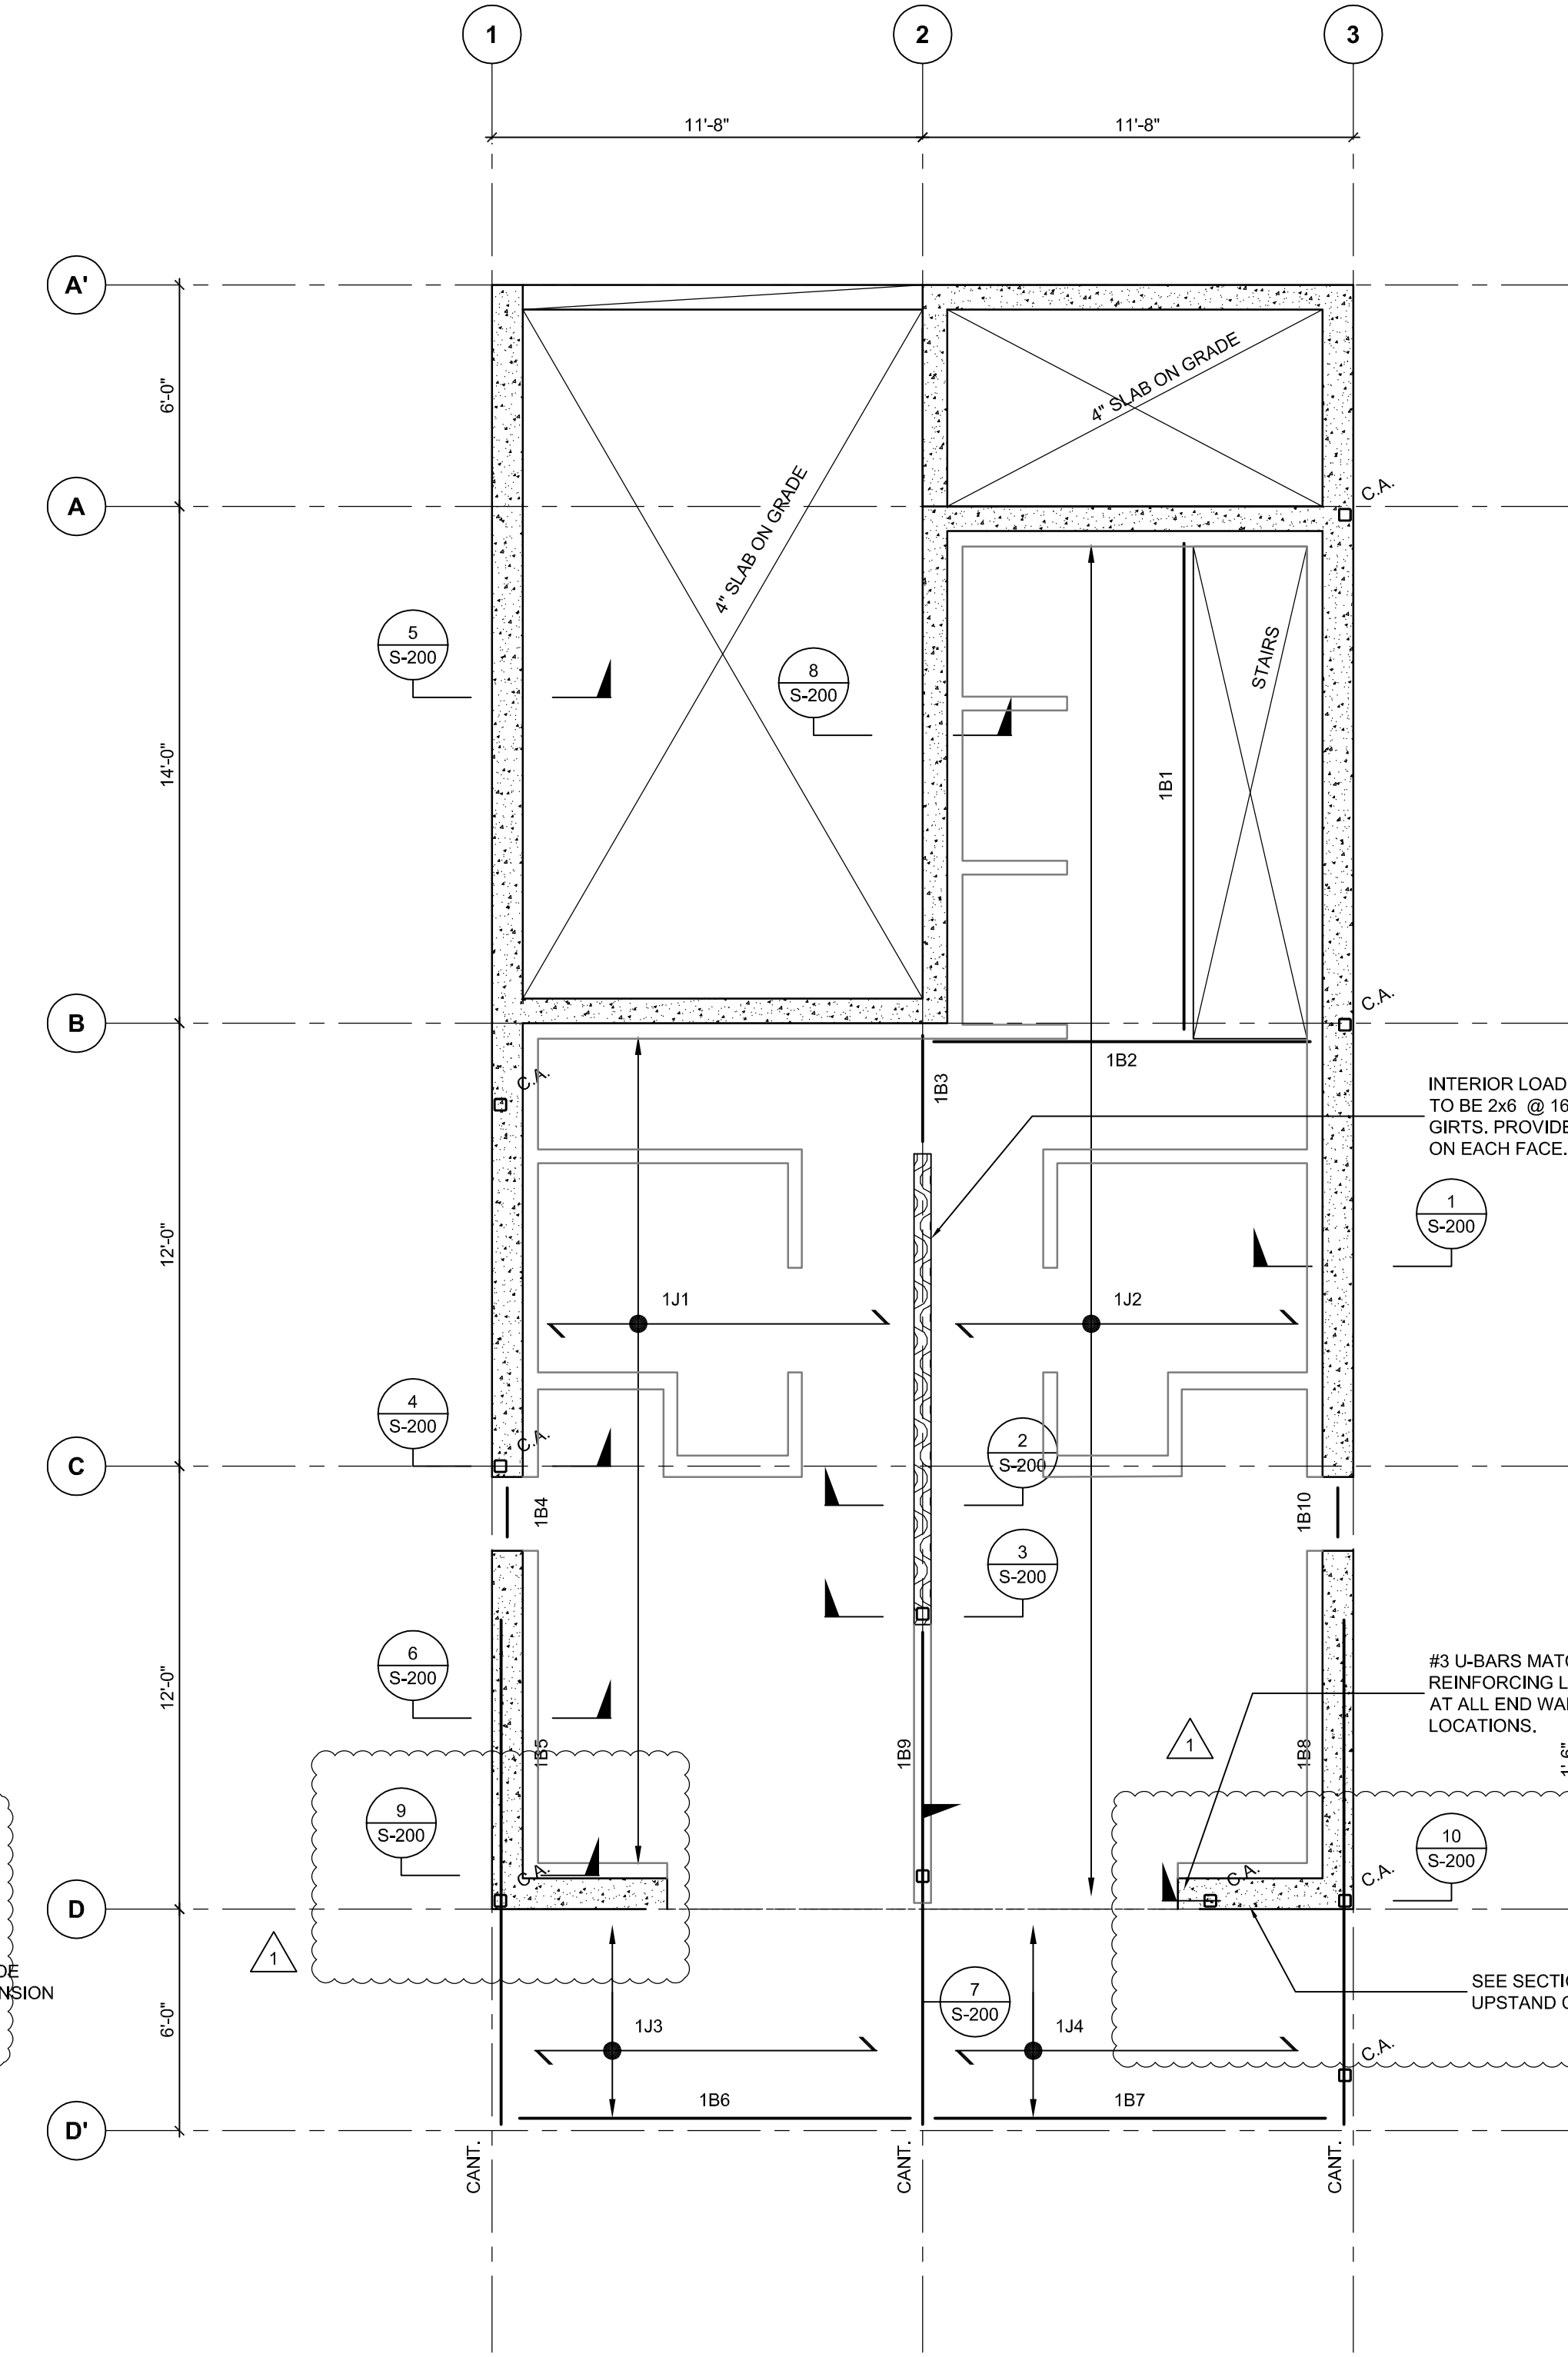 1
2
3
11'-8"
11'-8"
A'
6'-0"
4" SLAB ON GRADE
A
C.A.
4" SLAB ON GRADE
5
S-200
8
S-200
STAIRS
14'-0"
1B1
C.A.
B
1B2
C.A.
1B3
INTERIOR LOAD
TO BE 2x6 @ 16
GIRTS. PROVIDE
ON EACH FACE.
1
S-200
12'-0"
1J1
1J2
4
S-200
C.A.
2
S-200
C
1B4
1B10
3
S-200
6
S-200
12'-0"
#3 U-BARS
REINFORCING
AT ALL END
LOCATIONS.
1
1B5
1B9
1B8
1'-6"
9
S-200
10
S-200
C.A.
C.A.
C.A.
D
1
NSION
7
S-200
SEE
UPSTAND
6'-0"
1J3
1J4
C.A.
1B6
1B7
D'
CANT.
CANT.
CANT.